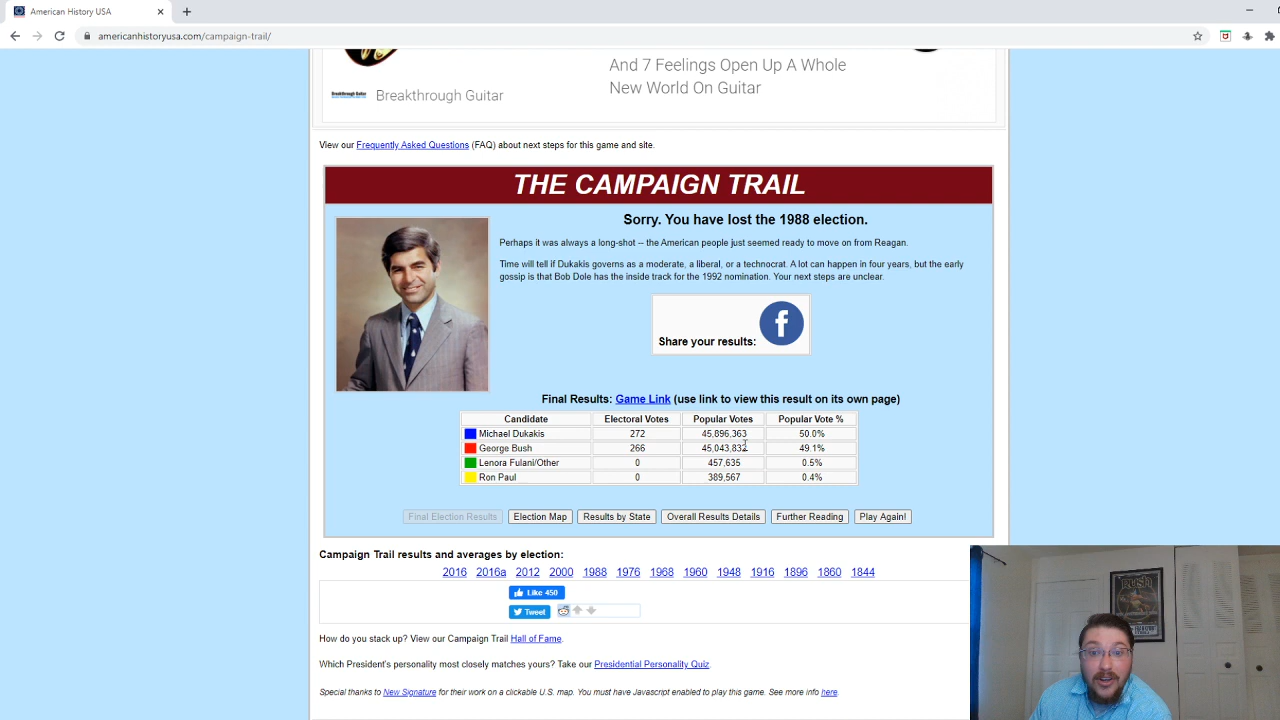 American History USA
americanhistoryusa.com/campaign-trail/
And 7 Feelings Open Up A Whole
New World On Guitar
Breakthrough Guitar
Breakthrough Guitar
View our Frequently Asked Questions (FAQ) about next steps for this game and site.
THE CAMPAIGN TRAIL
Sorry. You have lost the 1988 election.
Perhaps it was always a long-shot -- the American people just seemed ready to move on from Reagan.
Time will tell if Dukakis governs as a moderate, a liberal, or a technocrat. A lot can happen in four years, but the early
gossip is that Bob Dole has the inside track for the 1992 nomination. Your next steps are unclear.
Share your results:
Final Results: Game Link (use link to view this result on its own page)
Candidate Electoral Votes Popular Votes Popular Vote %
Michael Dukakis 272 45,896,363 50.0%
George Bush 266 45,043,832 49.1%
Lenora Fulani/Other 0 457,635 0.5%
Ron Paul 0 389,567 0.4%
Final Election Results Election Map Results by State Overall Results Details Further Reading Play Again!
Campaign Trail results and averages by election:
2016 2016a 2012 2000 1988 1976 1968 1960 1948 1916 1896 1860 1844
Like 450
Tweet
How do you stack up? View our Campaign Trail Hall of Fame.
Which President's personality most closely matches yours? Take our Presidential Personality Quiz.
Special thanks to New Signature for their work on a clickable U.S. map. You must have Javascript enabled to play this game. See more info here.